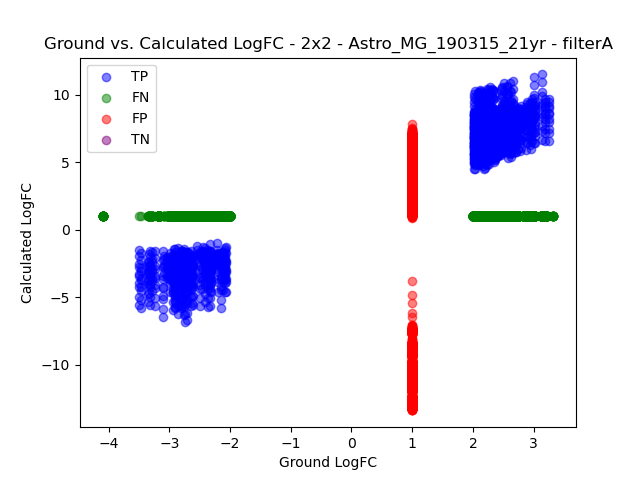 Ground vs. Calculated LogFC - 2x2 - Astro_MG_190315_21yr - filterA
TP
FN
FP
TN
10
5
0
−5
−10
Calculated LogFC
−4 −3 −2 −1 0 1 2 3
Ground LogFC